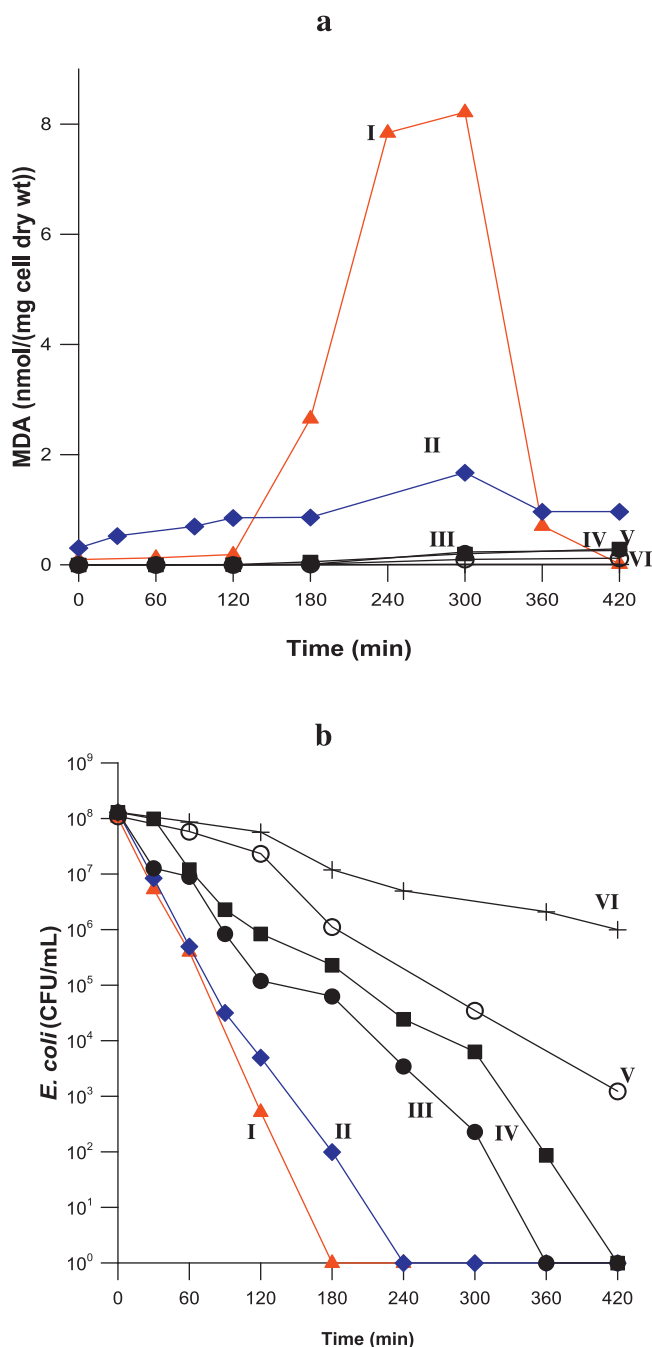 a
8
6
4
2
0
MDA (nmol/(mg cell dry wt))
I
II
III
IV
V
VI
0 60 120 180 240 300 360 420
Time (min)
b
10⁹
10⁸
10⁷
10⁶
10⁵
10⁴
10³
10²
10¹
10⁰
E. coli (CFU/mL)
VI
V
III
IV
I
II
0 60 120 180 240 300 360 420
Time (min)